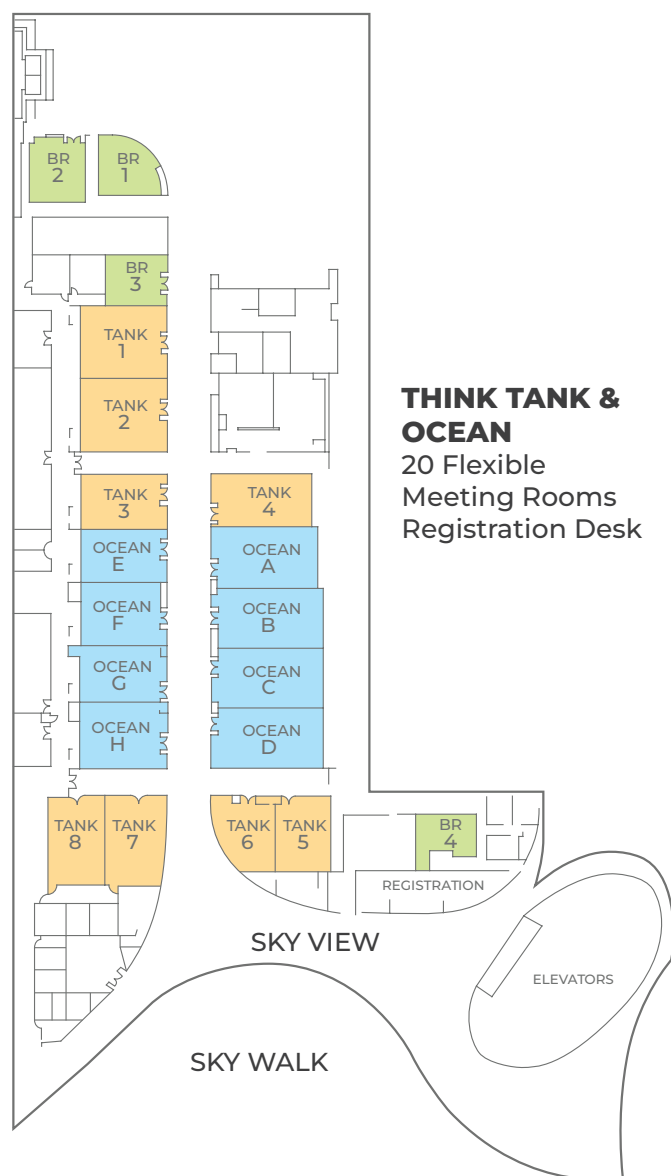 BR
2
BR
1
BR
3
TANK
1
TANK
2
THINK TANK &
OCEAN
20 Flexible
Meeting Rooms
Registration Desk
TANK
3
TANK
4
OCEAN
E
OCEAN
A
OCEAN
F
OCEAN
B
OCEAN
G
OCEAN
C
OCEAN
H
OCEAN
D
TANK
8
TANK
7
TANK
6
TANK
5
BR
4
REGISTRATION
SKY VIEW
ELEVATORS
SKY WALK